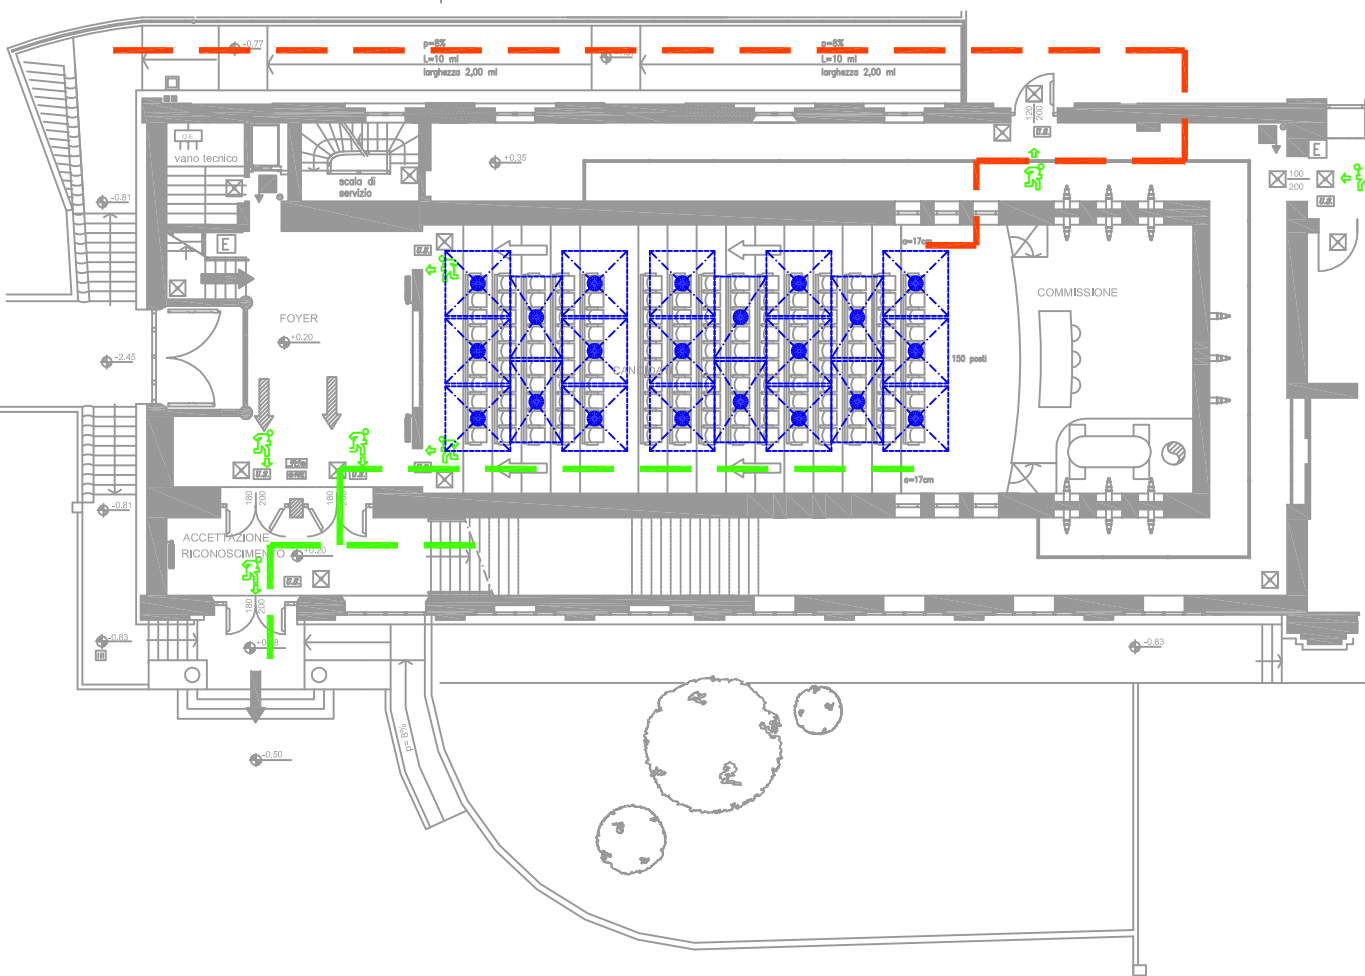 -0.77
p=8%
L=10 ml
larghezza 2,00 ml
p=8%
L=10 ml
larghezza 2,00 ml
Q.E.
vano tecnico
scala di
servizio
+0.35
120
200
U.S.
E
100
200
U.S.
-0.81
E
U.S.
a=17cm
COMMISSIONE
FOYER
+0.20
-2.45
150 posti
U.S.
U.S.
a=17cm
180
200
180
200
-0.81
ACCETTAZIONE
RICONOSCIMENTO
+0.20
U.S.
180
200
-0.83
-0.83
p= 8%
-0.50